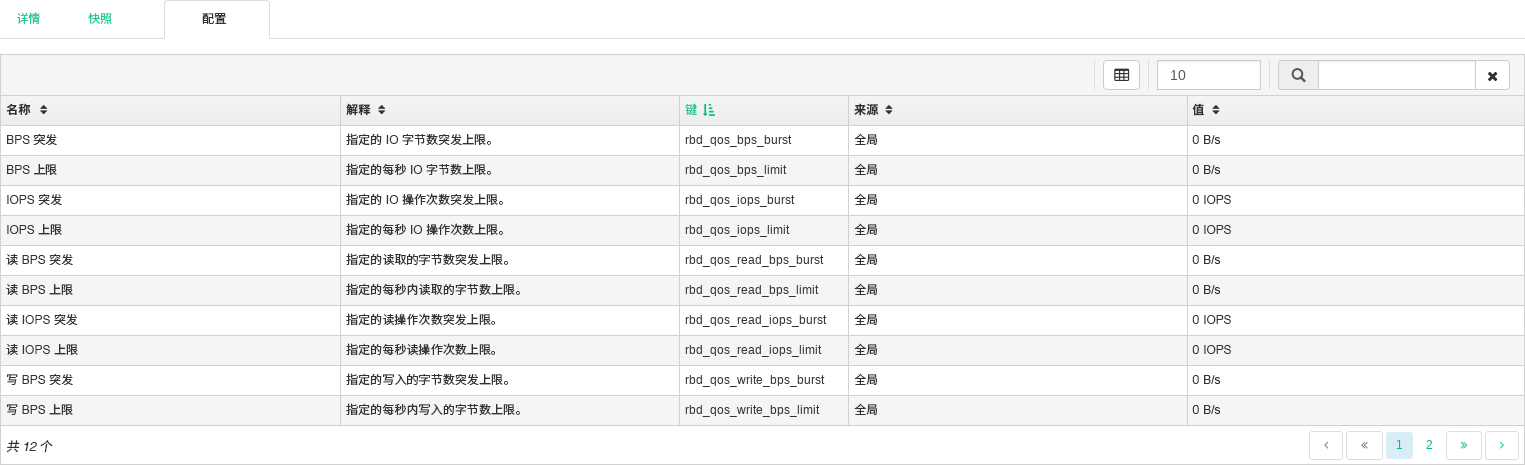 详情 快照 配置
10
名称 解释 键 来源 值
BPS 突发 指定的 IO 字节数突发上限。 rbd_qos_bps_burst 全局 0 B/s
BPS 上限 指定的每秒 IO 字节数上限。 rbd_qos_bps_limit 全局 0 B/s
IOPS 突发 指定的 IO 操作次数突发上限。 rbd_qos_iops_burst 全局 0 IOPS
IOPS 上限 指定的每秒 IO 操作次数上限。 rbd_qos_iops_limit 全局 0 IOPS
读 BPS 突发 指定的读取的字节数突发上限。 rbd_qos_read_bps_burst 全局 0 B/s
读 BPS 上限 指定的每秒内读取的字节数上限。 rbd_qos_read_bps_limit 全局 0 B/s
读 IOPS 突发 指定的读操作次数突发上限。 rbd_qos_read_iops_burst 全局 0 IOPS
读 IOPS 上限 指定的每秒读操作次数上限。 rbd_qos_read_iops_limit 全局 0 IOPS
写 BPS 突发 指定的写入的字节数突发上限。 rbd_qos_write_bps_burst 全局 0 B/s
写 BPS 上限 指定的每秒内写入的字节数上限。 rbd_qos_write_bps_limit 全局 0 B/s
共 12 个 ‹ « 1 2 » ›